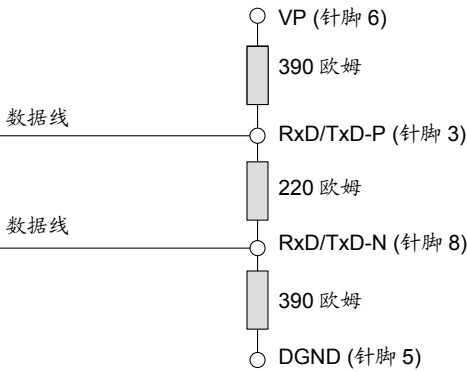 VP (针脚 6)
390 欧姆
数据线
RxD/TxD-P (针脚 3)
220 欧姆
数据线
RxD/TxD-N (针脚 8)
390 欧姆
DGND (针脚 5)